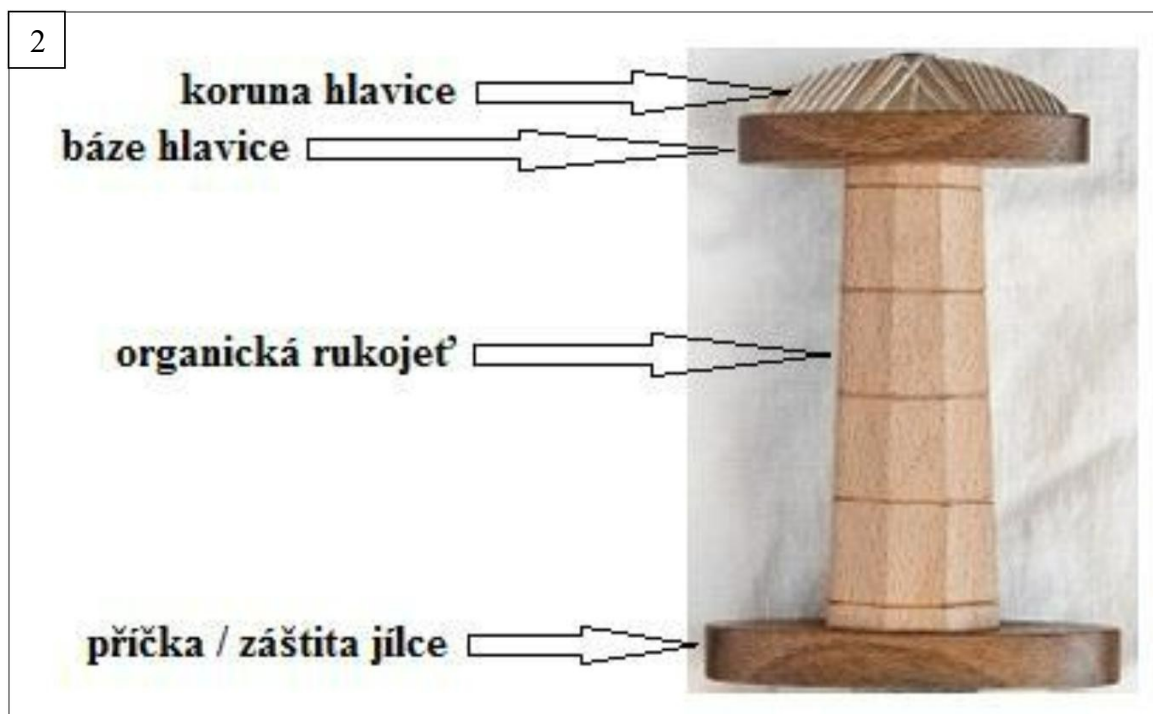 2
koruna hlavice
báze hlavice
organická rukojeť
příčka / záštita jílce